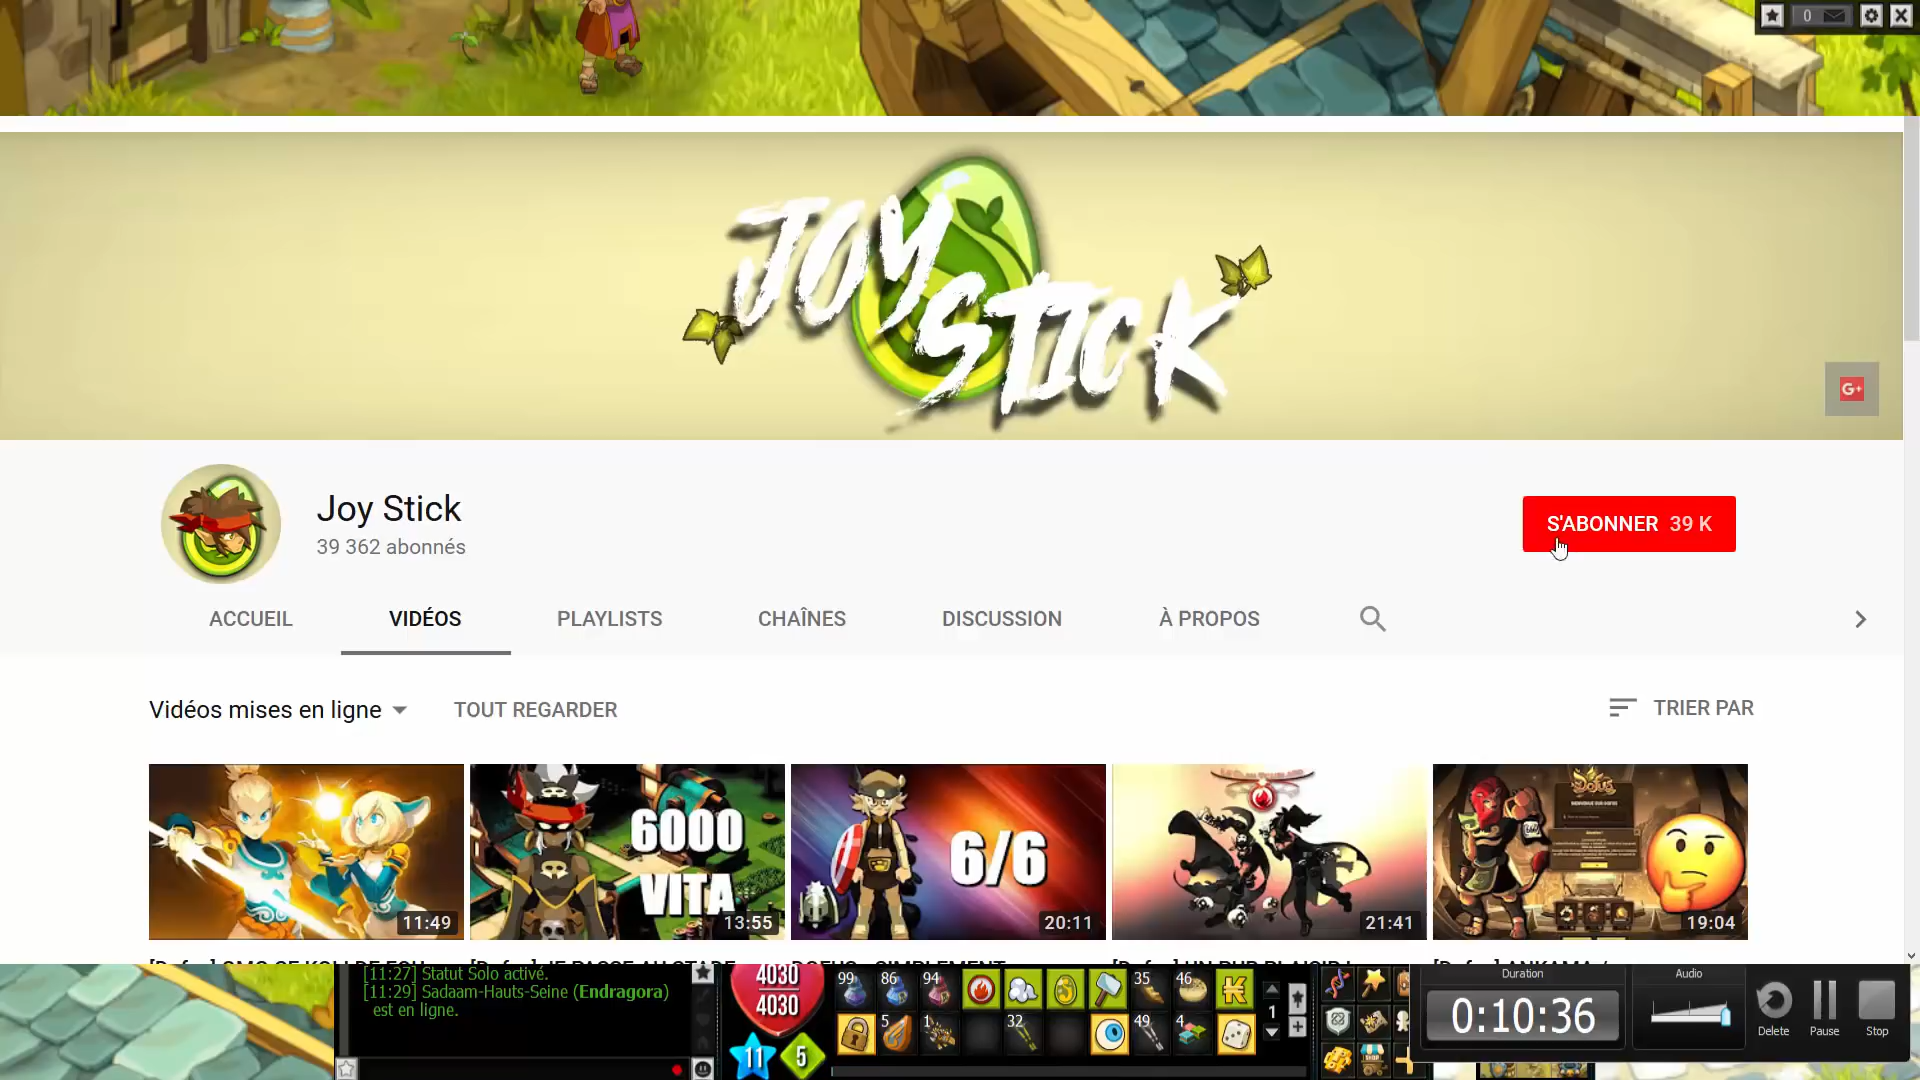 0
JOY
STICK
G+
Joy Stick
39 362 abonnés
S'ABONNER 39 K
ACCUEIL VIDÉOS PLAYLISTS CHAÎNES DISCUSSION À PROPOS
Vidéos mises en ligne TOUT REGARDER TRIER PAR
6000
VITA
6/6
DOFUS
11:49 13:55 20:11 21:41 19:04
[11:27] Statut Solo activé.
[11:29] Sadaam-Hauts-Seine (Endragora)
est en ligne.
4030
4030
11 5
99 86 94 35 46
5 1 32 49 4
1
Duration Audio
0:10:36
Delete Pause Stop